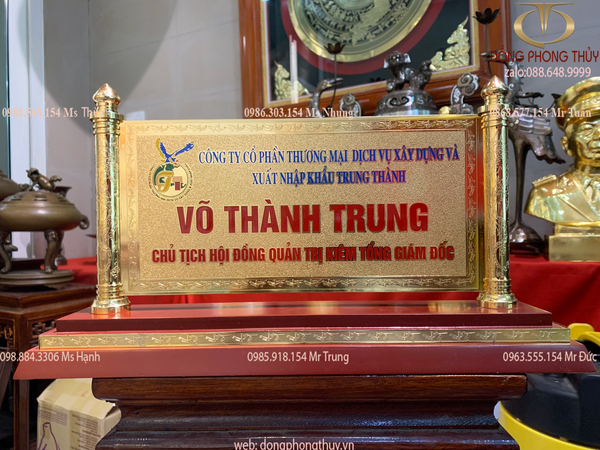 ĐỒNG PHONG THỦY
zalo:088.648.9999
0986.303.154 Ms Nhung
CÔNG TY CỔ PHẦN THƯƠNG MẠI DỊCH VỤ XÂY DỰNG VÀ
XUẤT NHẬP KHẨU TRUNG THÀNH
VÕ THÀNH TRUNG
CHỦ TỊCH HỘI ĐỒNG QUẢN TRỊ KIÊM TỔNG GIÁM ĐỐC
098.884.3306 Ms Hạnh
0985.918.154 Mr Trung
0963.555.154 Mr Đức
web: dongphongthuy.vn